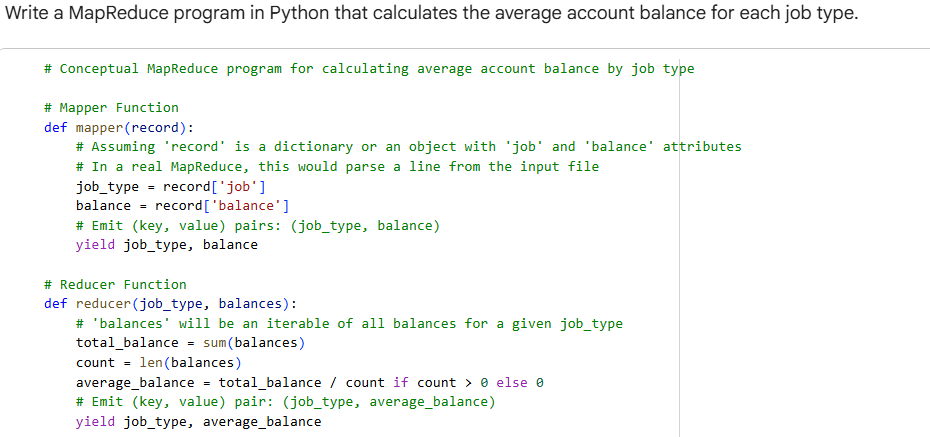 Write a MapReduce program in Python that calculates the average account balance for each job type.
# Conceptual MapReduce program for calculating average account balance by job type
# Mapper Function
def mapper(record):
# Assuming 'record' is a dictionary or an object with 'job' and 'balance' attributes
# In a real MapReduce, this would parse a line from the input file
job_type = record['job']
balance = record['balance']
# Emit (key, value) pairs: (job_type, balance)
yield job_type, balance
# Reducer Function
def reducer(job_type, balances):
# 'balances' will be an iterable of all balances for a given job_type
total_balance = sum(balances)
count = len(balances)
average_balance = total_balance / count if count > 0 else 0
# Emit (key, value) pair: (job_type, average_balance)
yield job_type, average_balance